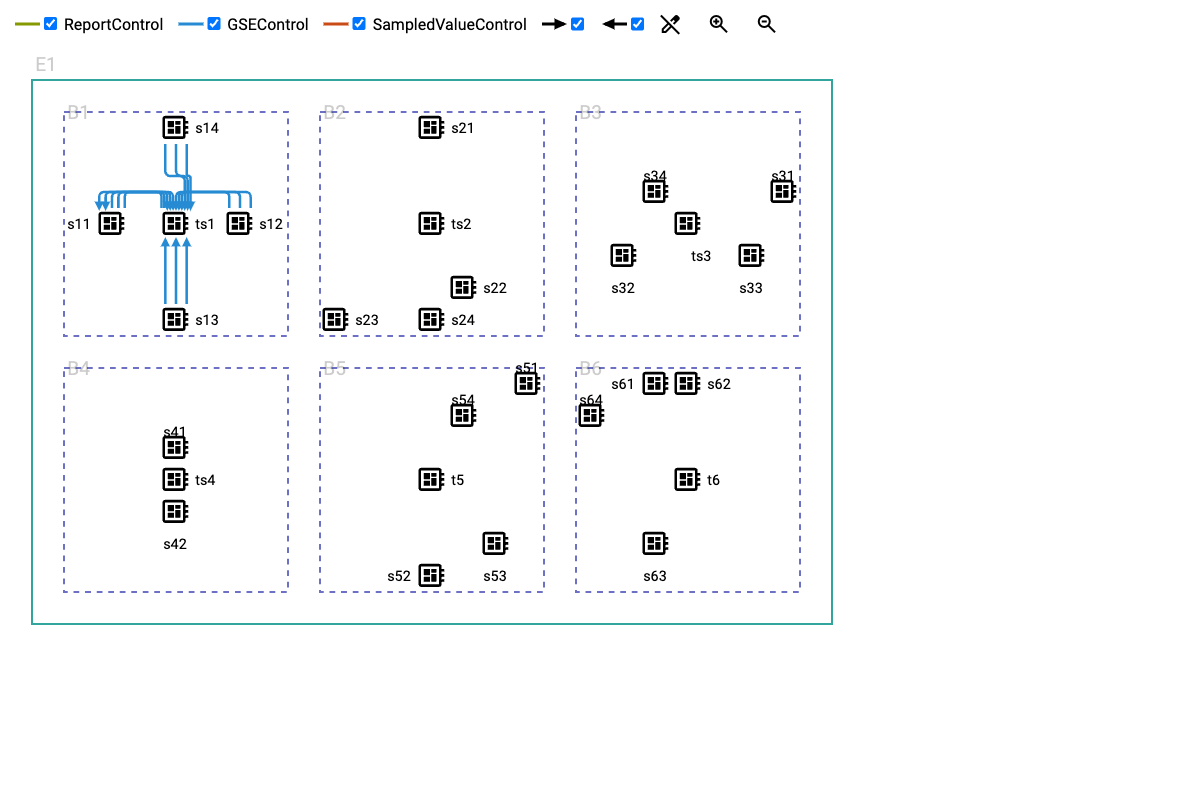 ReportControl GSEControl SampledValueControl
E1
B1 B2 B3
s14 s21
s34 s31
s11 ts1 s12 ts2
ts3
s22 s32 s33
s13 s23 s24
B4 B5 B6
s51
s61 s62
s54 s64
s41
ts4 t5 t6
s42
s52 s53 s63